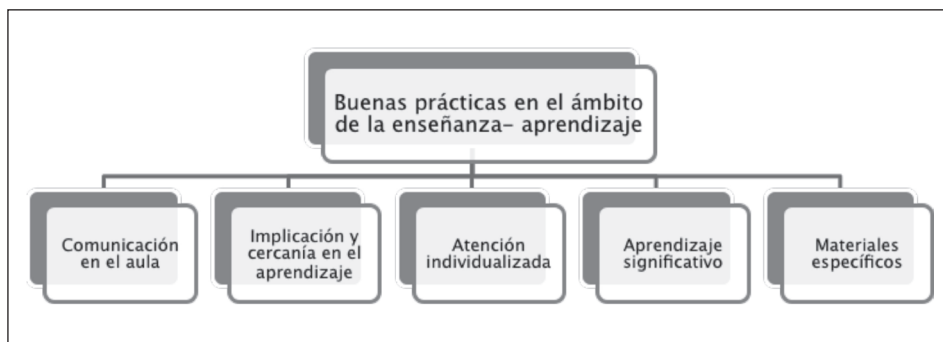 Buenas prácticas en el ámbito
de la enseñanza- aprendizaje
Comunicación
en el aula
Implicación y
cercanía en el
aprendizaje
Atención
individualizada
Aprendizaje
significativo
Materiales
específicos